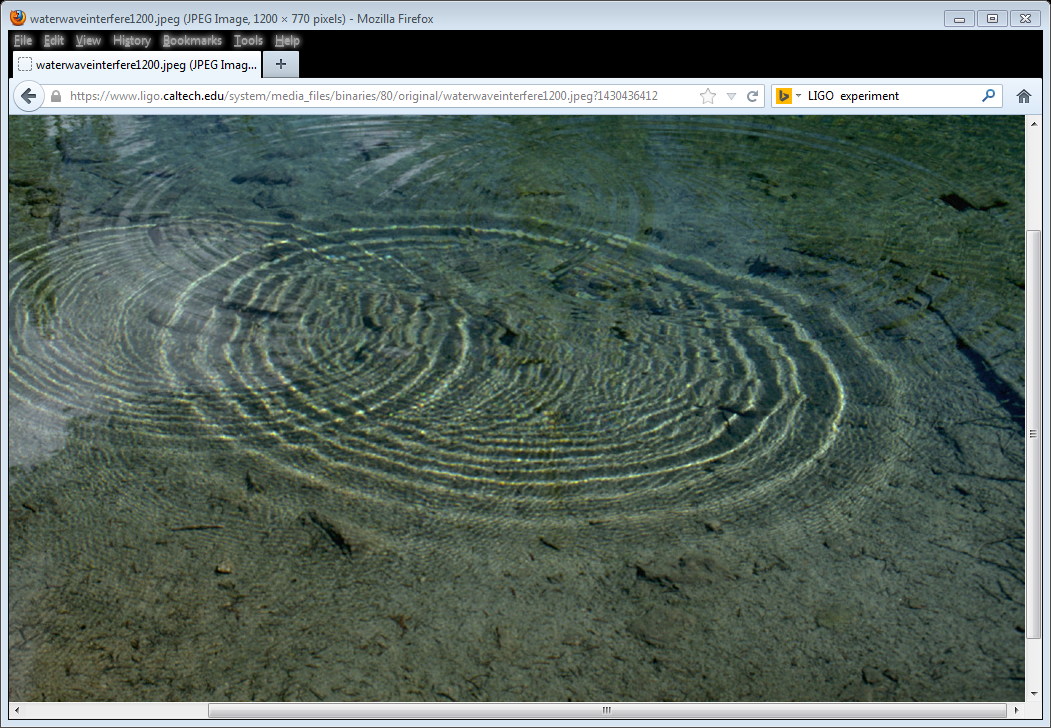 waterwaveinterfere1200.jpeg (JPEG Image, 1200 × 770 pixels) - Mozilla Firefox
File Edit View History Bookmarks Tools Help
waterwaveinterfere1200.jpeg (JPEG Imag...
https://www.ligo.caltech.edu/system/media_files/binaries/80/original/waterwaveinterfere1200.jpeg?1430436412 LIGO experiment